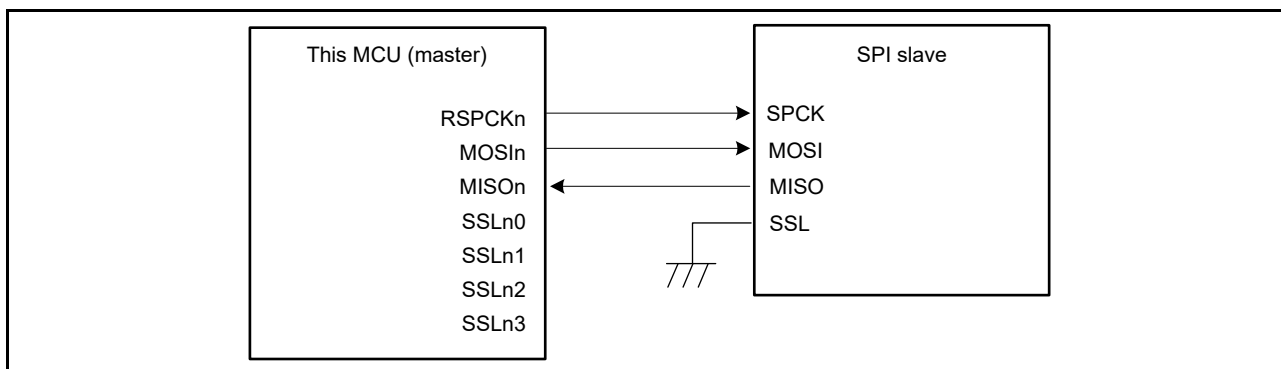 This MCU (master)
RSPCKn
MOSIn
MISOn
SSLn0
SSLn1
SSLn2
SSLn3
SPI slave
SPCK
MOSI
MISO
SSL